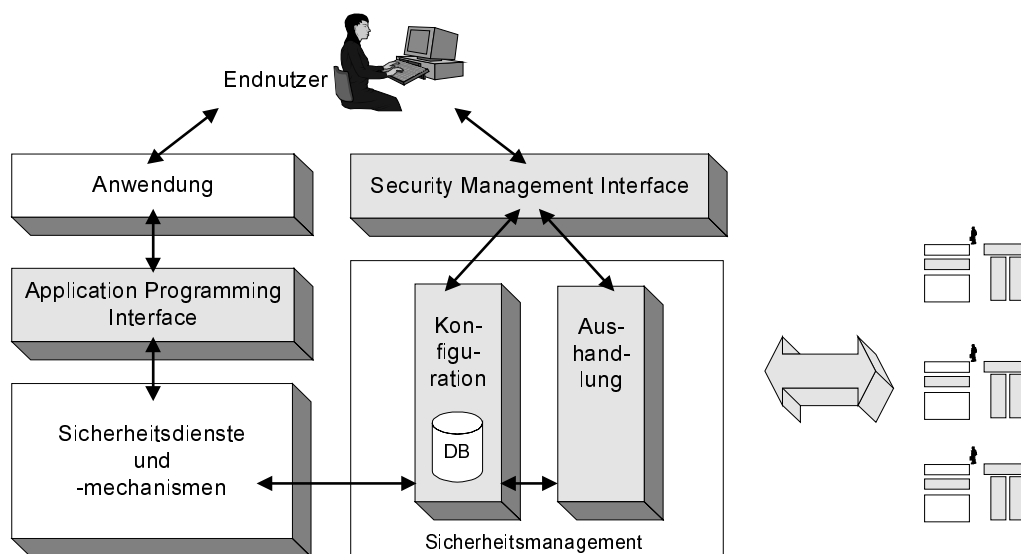 Endnutzer
Anwendung
Security Management Interface
Application Programming
Interface
Kon-
figu-
ration
DB
Aus-
hand-
lung
Sicherheitsdienste
und
-mechanismen
Sicherheitsmanagement